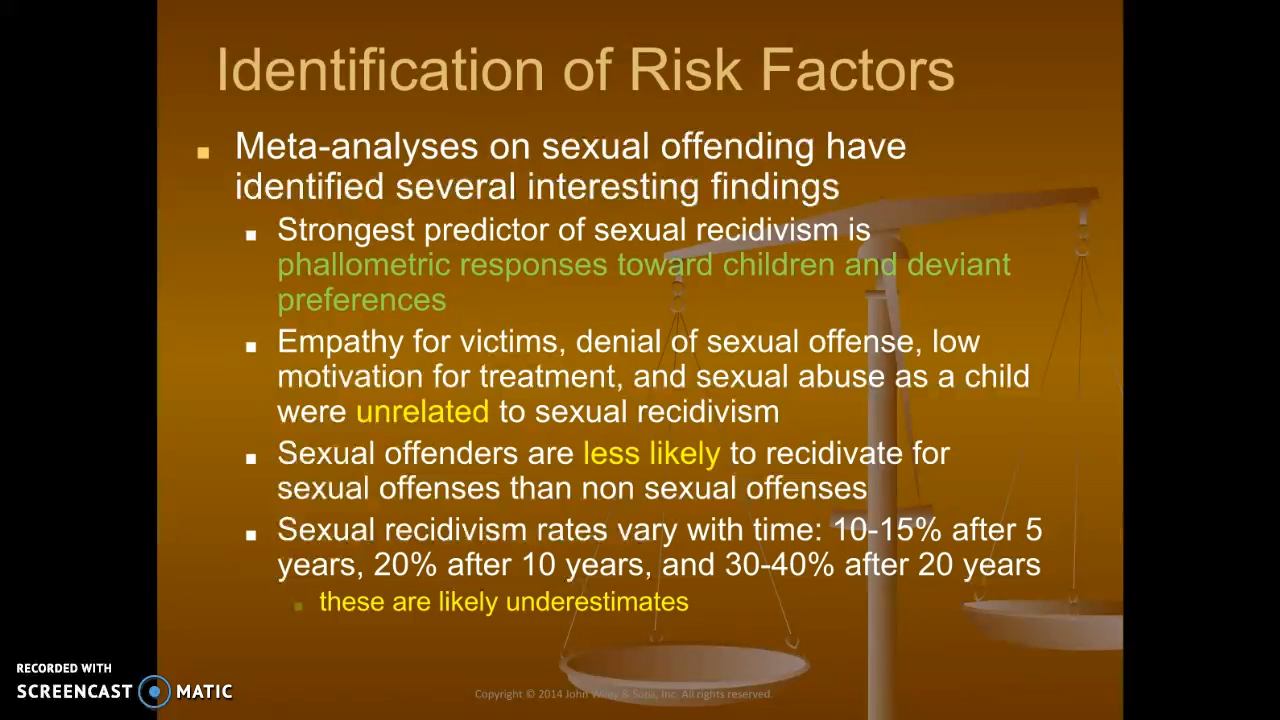 Identification of Risk Factors
Meta-analyses on sexual offending have
identified several interesting findings
Strongest predictor of sexual recidivism is
phallometric responses toward children and deviant
preferences
Empathy for victims, denial of sexual offense, low
motivation for treatment, and sexual abuse as a child
were unrelated to sexual recidivism
Sexual offenders are less likely to recidivate for
sexual offenses than non sexual offenses
Sexual recidivism rates vary with time: 10-15% after 5
years, 20% after 10 years, and 30-40% after 20 years
these are likely underestimates
RECORDED WITH
SCREENCAST MATIC
Copyright © 2014 John Wiley & Sons, Inc. All rights reserved.